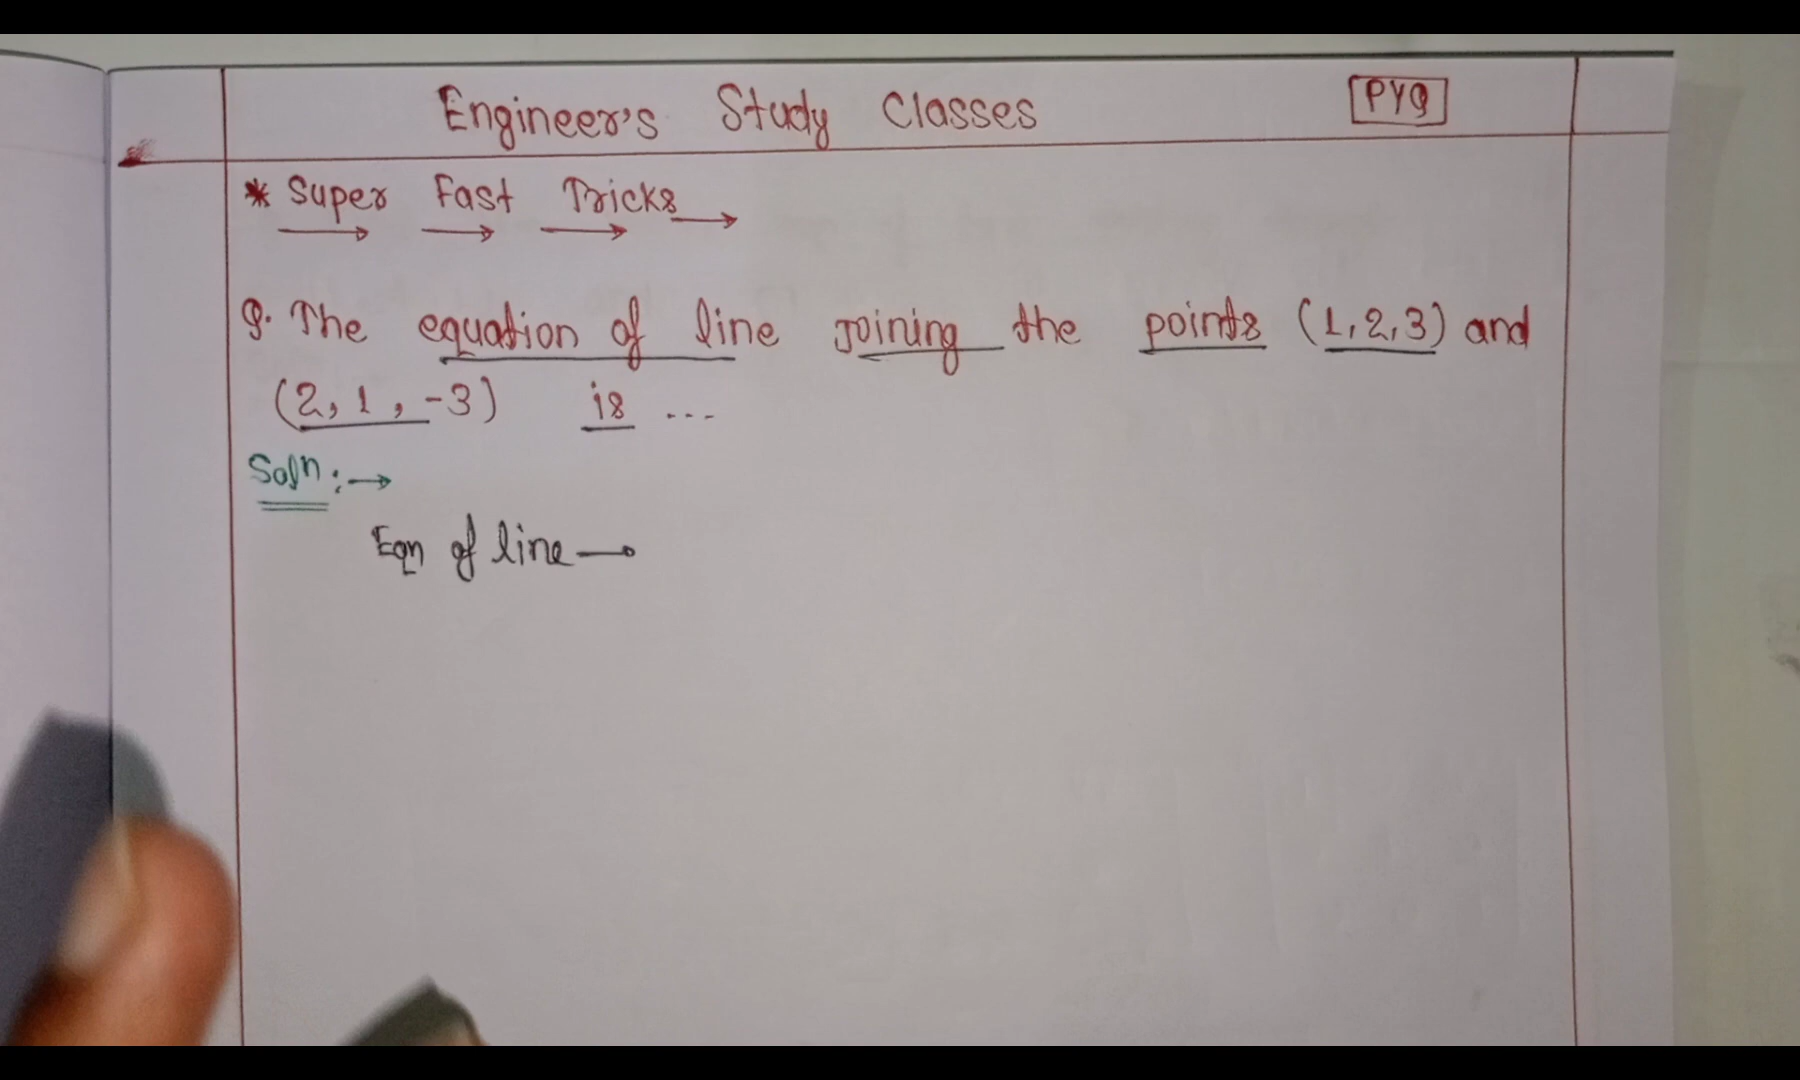 Engineer's Study Classes
PYQ
* Super Fast Tricks
Q. The equation of line Joining the points (1,2,3) and
(2, 1, -3) is ...
Soln :→
Eqn of line →